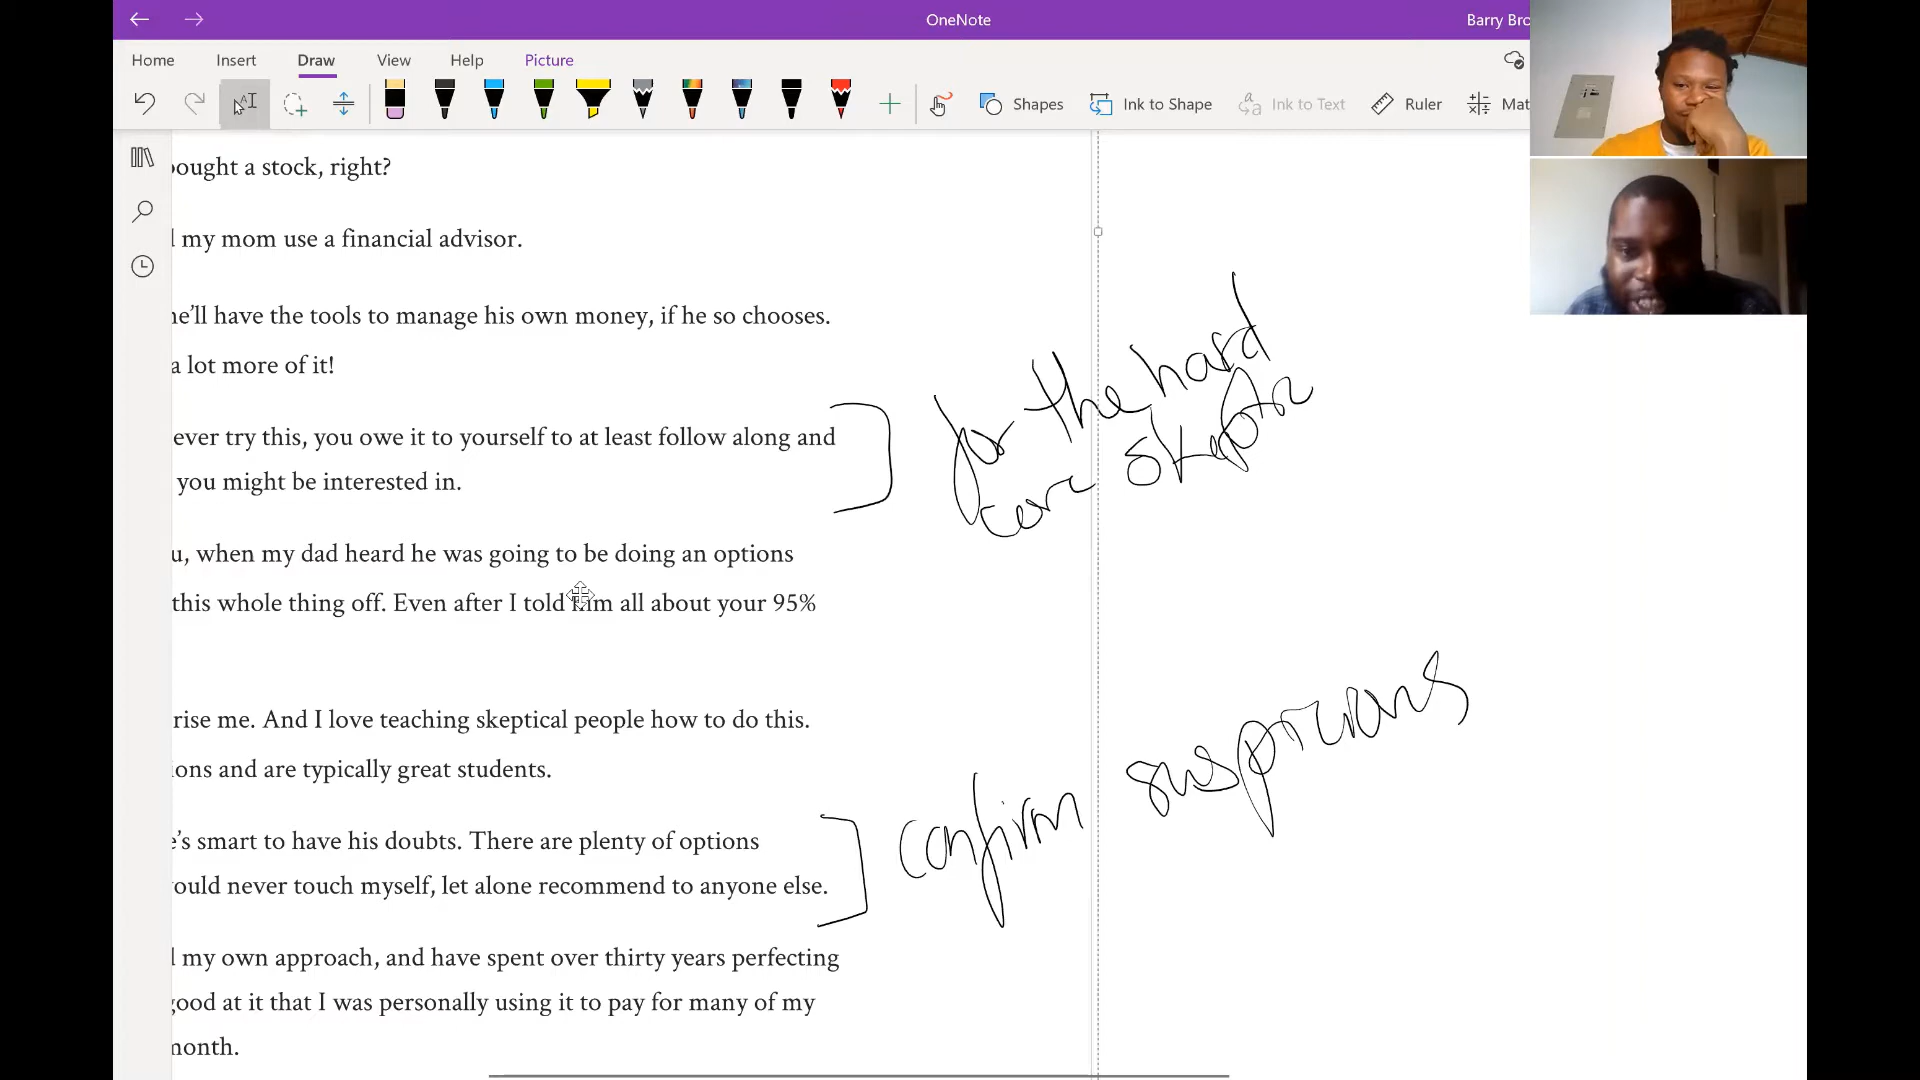 OneNote
Barry Bro
Home Insert Draw View Help Picture
Shapes Ink to Shape Ink to Text Ruler Mat
bought a stock, right?
my mom use a financial advisor.
he'll have the tools to manage his own money, if he so chooses.
a lot more of it!
ever try this, you owe it to yourself to at least follow along and
you might be interested in.
for the hard
core skeptic
u, when my dad heard he was going to be doing an options
this whole thing off. Even after I told him all about your 95%
rise me. And I love teaching skeptical people how to do this.
ions and are typically great students.
confirm suspicions
e's smart to have his doubts. There are plenty of options
would never touch myself, let alone recommend to anyone else.
my own approach, and have spent over thirty years perfecting
good at it that I was personally using it to pay for many of my
month.